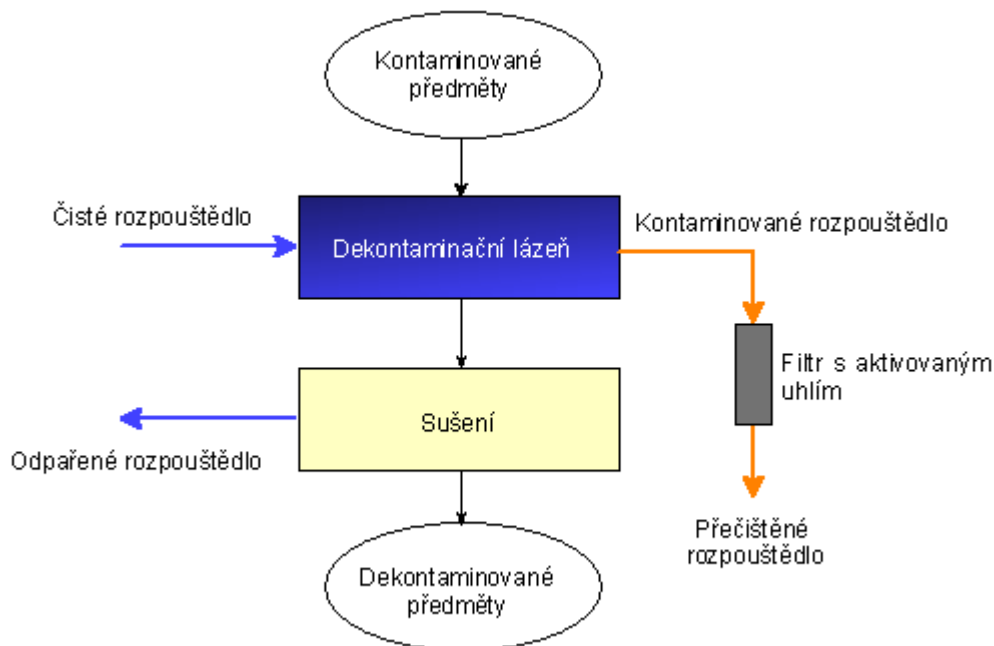 Kontaminované
předměty
Čisté rozpouštědlo
Kontaminované rozpouštědlo
Dekontaminační lázeň
Filtr s aktivovaným
uhlím
Sušení
Odpařené rozpouštědlo
Přečištěné
rozpouštědlo
Dekontaminované
předměty